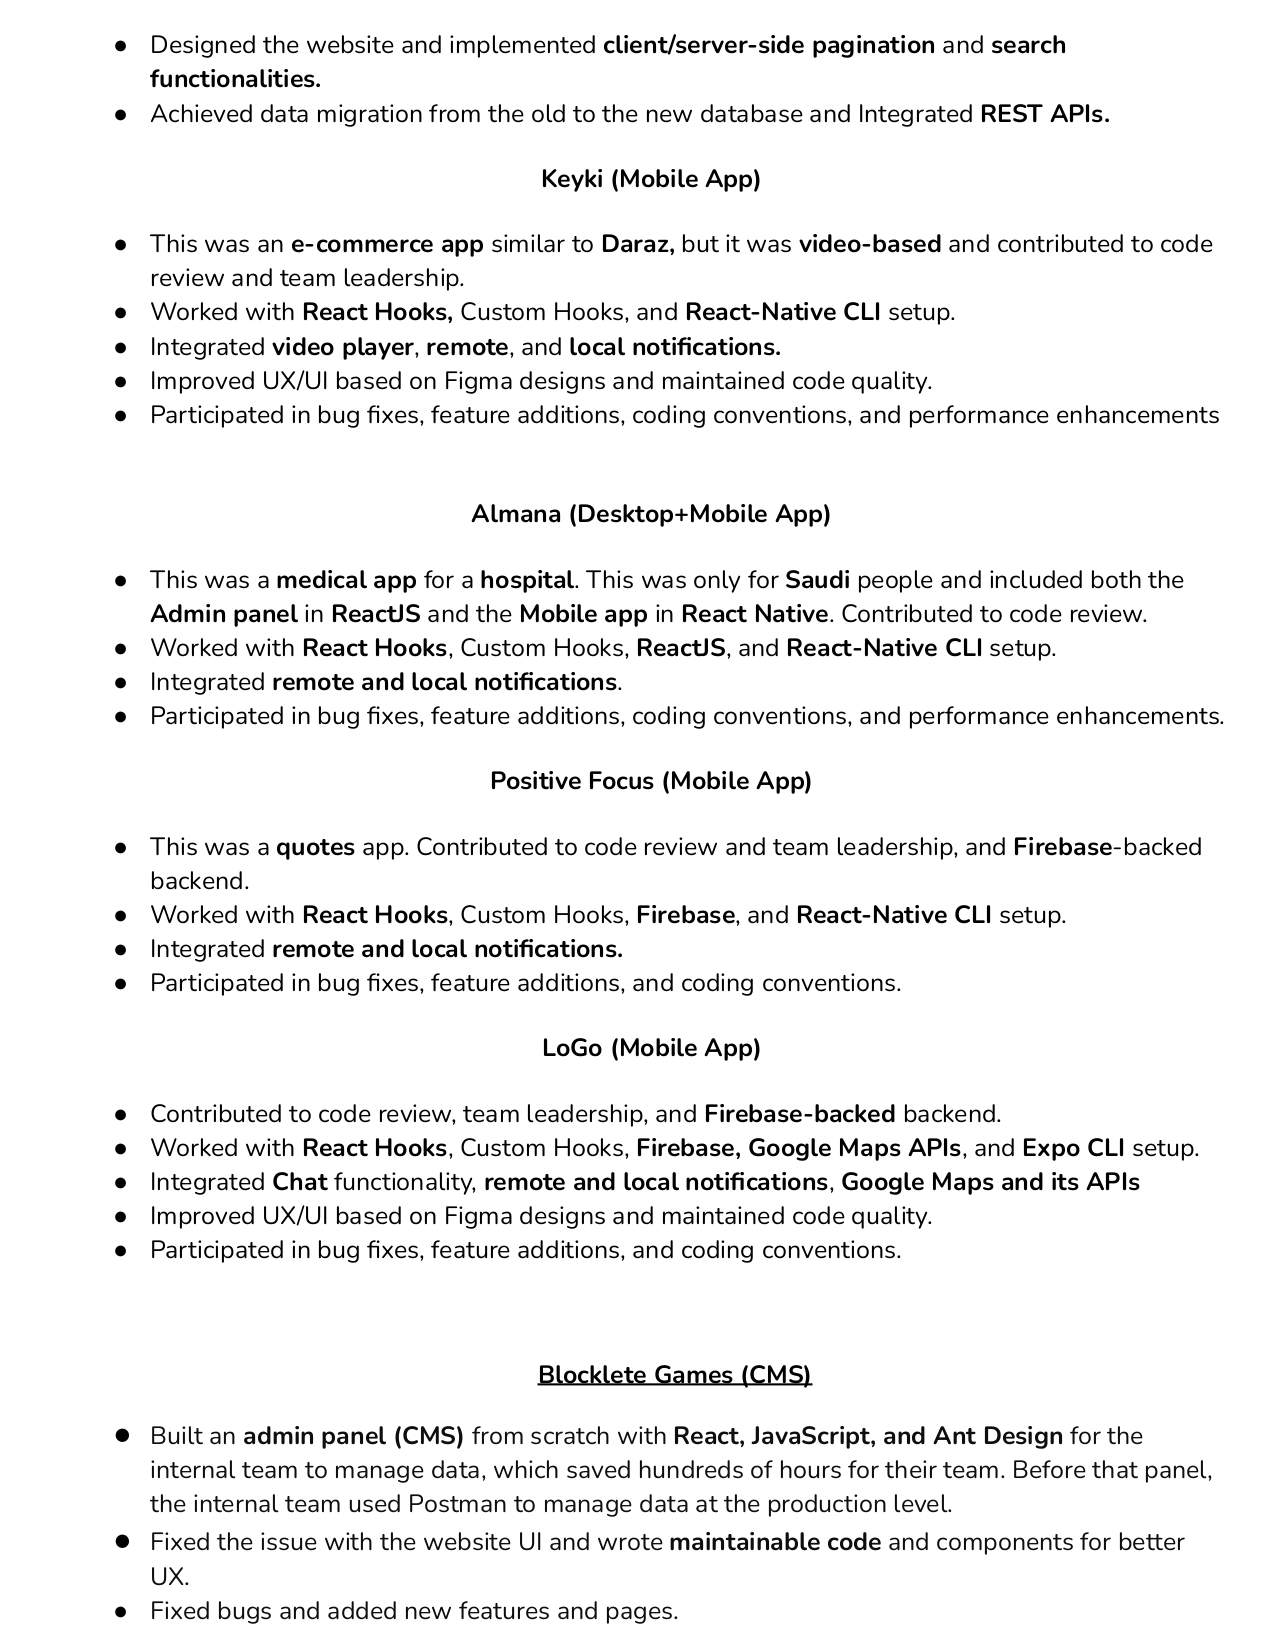 ● Designed the website and implemented client/server-side pagination and search
functionalities.
● Achieved data migration from the old to the new database and Integrated REST APIs.
Keyki (Mobile App)
● This was an e-commerce app similar to Daraz, but it was video-based and contributed to code
review and team leadership.
● Worked with React Hooks, Custom Hooks, and React-Native CLI setup.
● Integrated video player, remote, and local notifications.
● Improved UX/UI based on Figma designs and maintained code quality.
● Participated in bug fixes, feature additions, coding conventions, and performance enhancements
Almana (Desktop+Mobile App)
● This was a medical app for a hospital. This was only for Saudi people and included both the
Admin panel in ReactJS and the Mobile app in React Native. Contributed to code review.
● Worked with React Hooks, Custom Hooks, ReactJS, and React-Native CLI setup.
● Integrated remote and local notifications.
● Participated in bug fixes, feature additions, coding conventions, and performance enhancements.
Positive Focus (Mobile App)
● This was a quotes app. Contributed to code review and team leadership, and Firebase-backed
backend.
● Worked with React Hooks, Custom Hooks, Firebase, and React-Native CLI setup.
● Integrated remote and local notifications.
● Participated in bug fixes, feature additions, and coding conventions.
LoGo (Mobile App)
● Contributed to code review, team leadership, and Firebase-backed backend.
● Worked with React Hooks, Custom Hooks, Firebase, Google Maps APIs, and Expo CLI setup.
● Integrated Chat functionality, remote and local notifications, Google Maps and its APIs
● Improved UX/UI based on Figma designs and maintained code quality.
● Participated in bug fixes, feature additions, and coding conventions.
Blocklete Games (CMS)
● Built an admin panel (CMS) from scratch with React, JavaScript, and Ant Design for the
internal team to manage data, which saved hundreds of hours for their team. Before that panel,
the internal team used Postman to manage data at the production level.
● Fixed the issue with the website UI and wrote maintainable code and components for better
UX.
● Fixed bugs and added new features and pages.